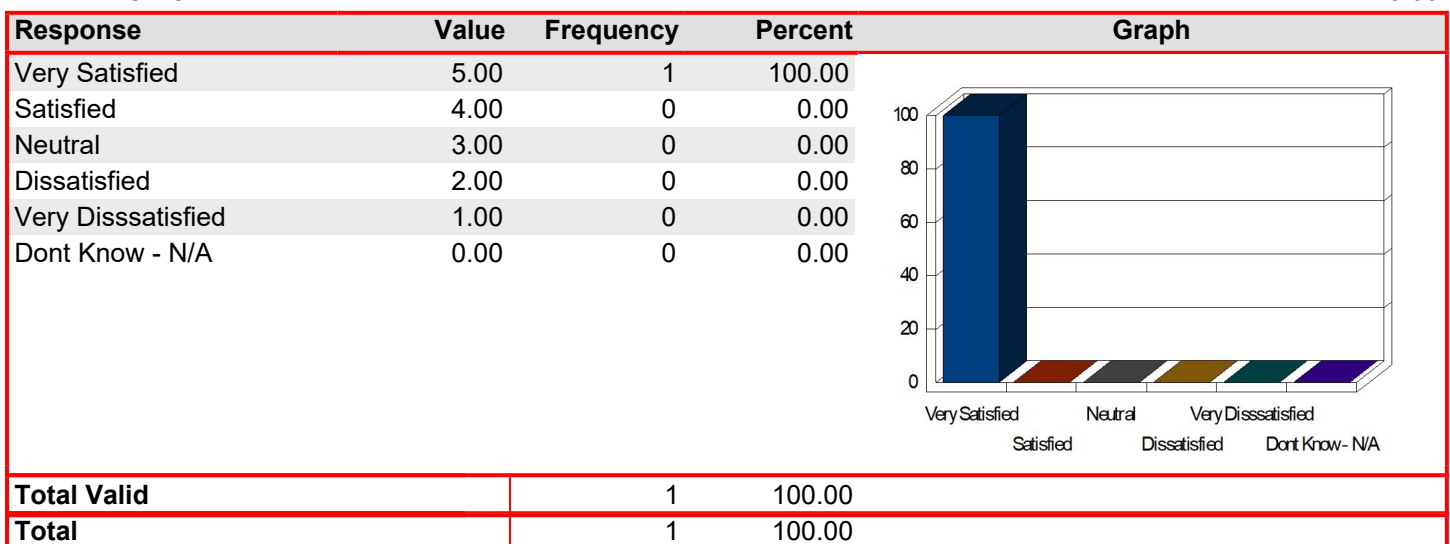 Response Value Frequency Percent Graph
Very Satisfied 5.00 1 100.00
Satisfied 4.00 0 0.00
Neutral 3.00 0 0.00
Dissatisfied 2.00 0 0.00
Very Disssatisfied 1.00 0 0.00
Dont Know - N/A 0.00 0 0.00
100
80
60
40
20
0
Very Satisfied Neutral Very Disssatisfied
Satisfied Dissatisfied Dont Know - N/A
Total Valid 1 100.00
Total 1 100.00